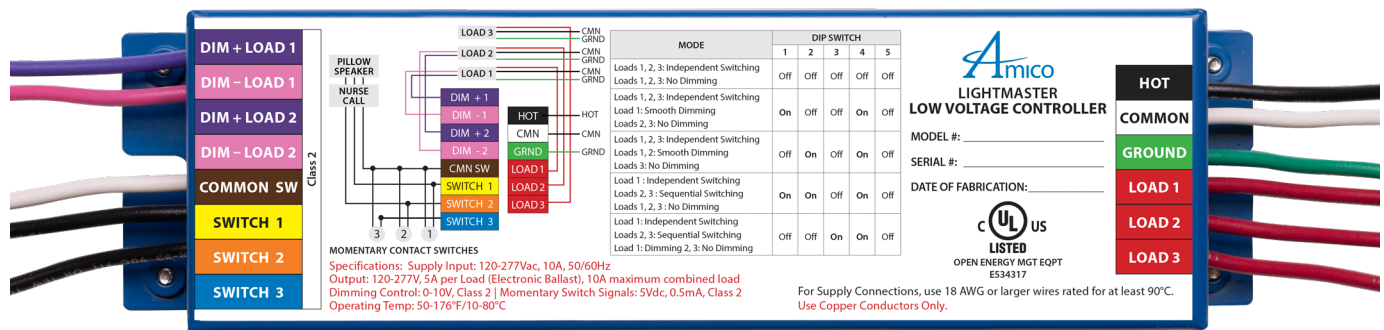 DIM + LOAD 1
DIM – LOAD 1
DIM + LOAD 2
DIM – LOAD 2
COMMON SW
SWITCH 1
SWITCH 2
SWITCH 3
Class 2
LOAD 3
CMN
GRND
LOAD 2
CMN
GRND
LOAD 1
CMN
GRND
PILLOW
SPEAKER
NURSE
CALL
DIM + 1
DIM - 1
DIM + 2
DIM - 2
CMN SW
SWITCH 1
SWITCH 2
SWITCH 3
HOT
CMN
GRND
LOAD 1
LOAD 2
LOAD 3
HOT
CMN
GRND
3 2 1
MOMENTARY CONTACT SWITCHES
MODE DIP SWITCH
1 2 3 4 5
Loads 1, 2, 3: Independent Switching
Loads 1, 2, 3: No Dimming
Off Off Off Off Off
Loads 1, 2, 3: Independent Switching
Load 1: Smooth Dimming
Loads 2, 3: No Dimming
On Off Off On Off
Loads 1, 2, 3: Independent Switching
Loads 1, 2: Smooth Dimming
Loads 3: No Dimming
Off On Off On Off
Load 1 : Independent Switching
Loads 2, 3 : Sequential Switching
Loads 1, 2, 3 : No Dimming
On On Off Off Off
Load 1: Independent Switching
Loads 2, 3: Sequential Switching
Load 1: Dimming 2, 3: No Dimming
Off Off On On Off
Specifications: Supply Input: 120-277Vac, 10A, 50/60Hz
Output: 120-277V, 5A per Load (Electronic Ballast), 10A maximum combined load
Dimming Control: 0-10V, Class 2 | Momentary Switch Signals: 5Vdc, 0.5mA, Class 2
Operating Temp: 50-176°F/10-80°C
Amico
LIGHTMASTER
LOW VOLTAGE CONTROLLER
MODEL #:
SERIAL #:
DATE OF FABRICATION:
C UL US
LISTED
OPEN ENERGY MGT EQPT
E534317
For Supply Connections, use 18 AWG or larger wires rated for at least 90°C.
Use Copper Conductors Only.
HOT
COMMON
GROUND
LOAD 1
LOAD 2
LOAD 3